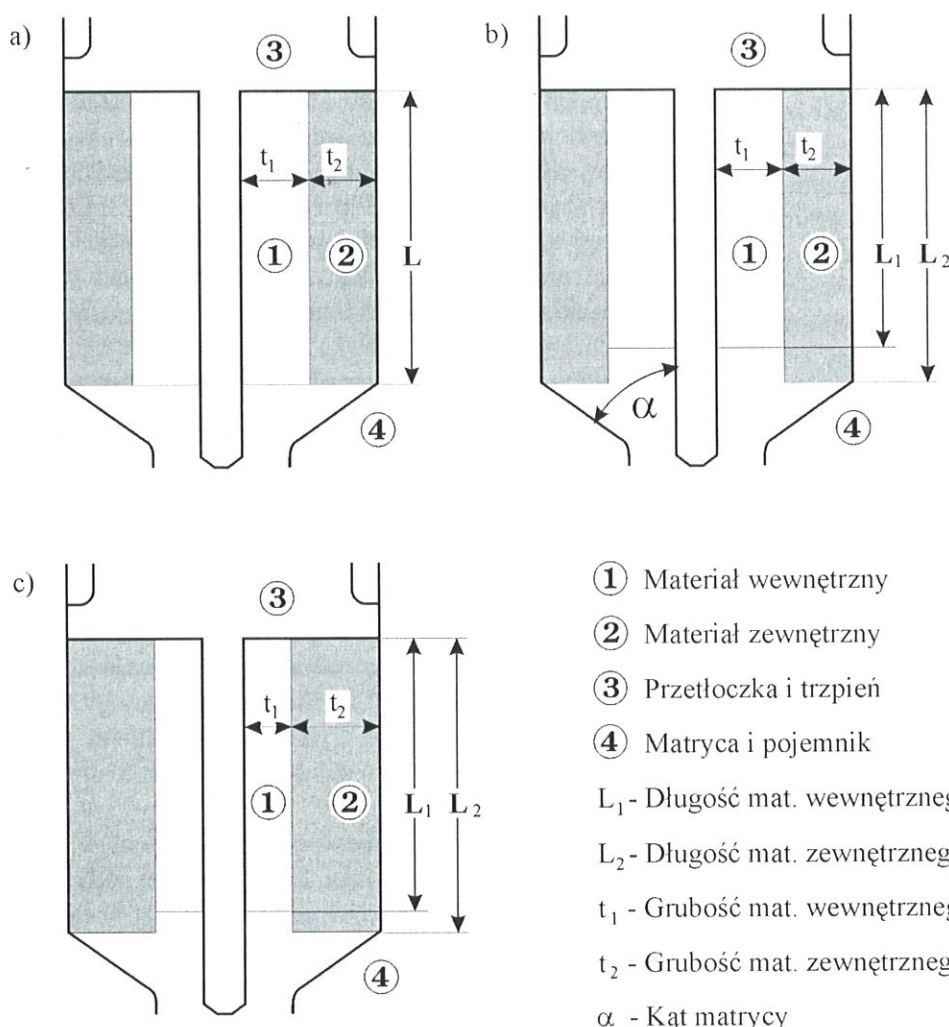 a)
3
t1
t2
1
2
L
4
b)
3
t1
t2
1
2
L1
L2
α
4
c)
3
t1
t2
1
2
L1
L2
4
1 Materiał wewnętrzny
2 Materiał zewnętrzny
3 Przetłoczka i trzpień
4 Matryca i pojemnik
L1 - Długość mat. wewnętrzneg
L2 - Długość mat. zewnętrzneg
t1 - Grubość mat. wewnętrzneg
t2 - Grubość mat. zewnętrzneg
α - Kąt matrycy